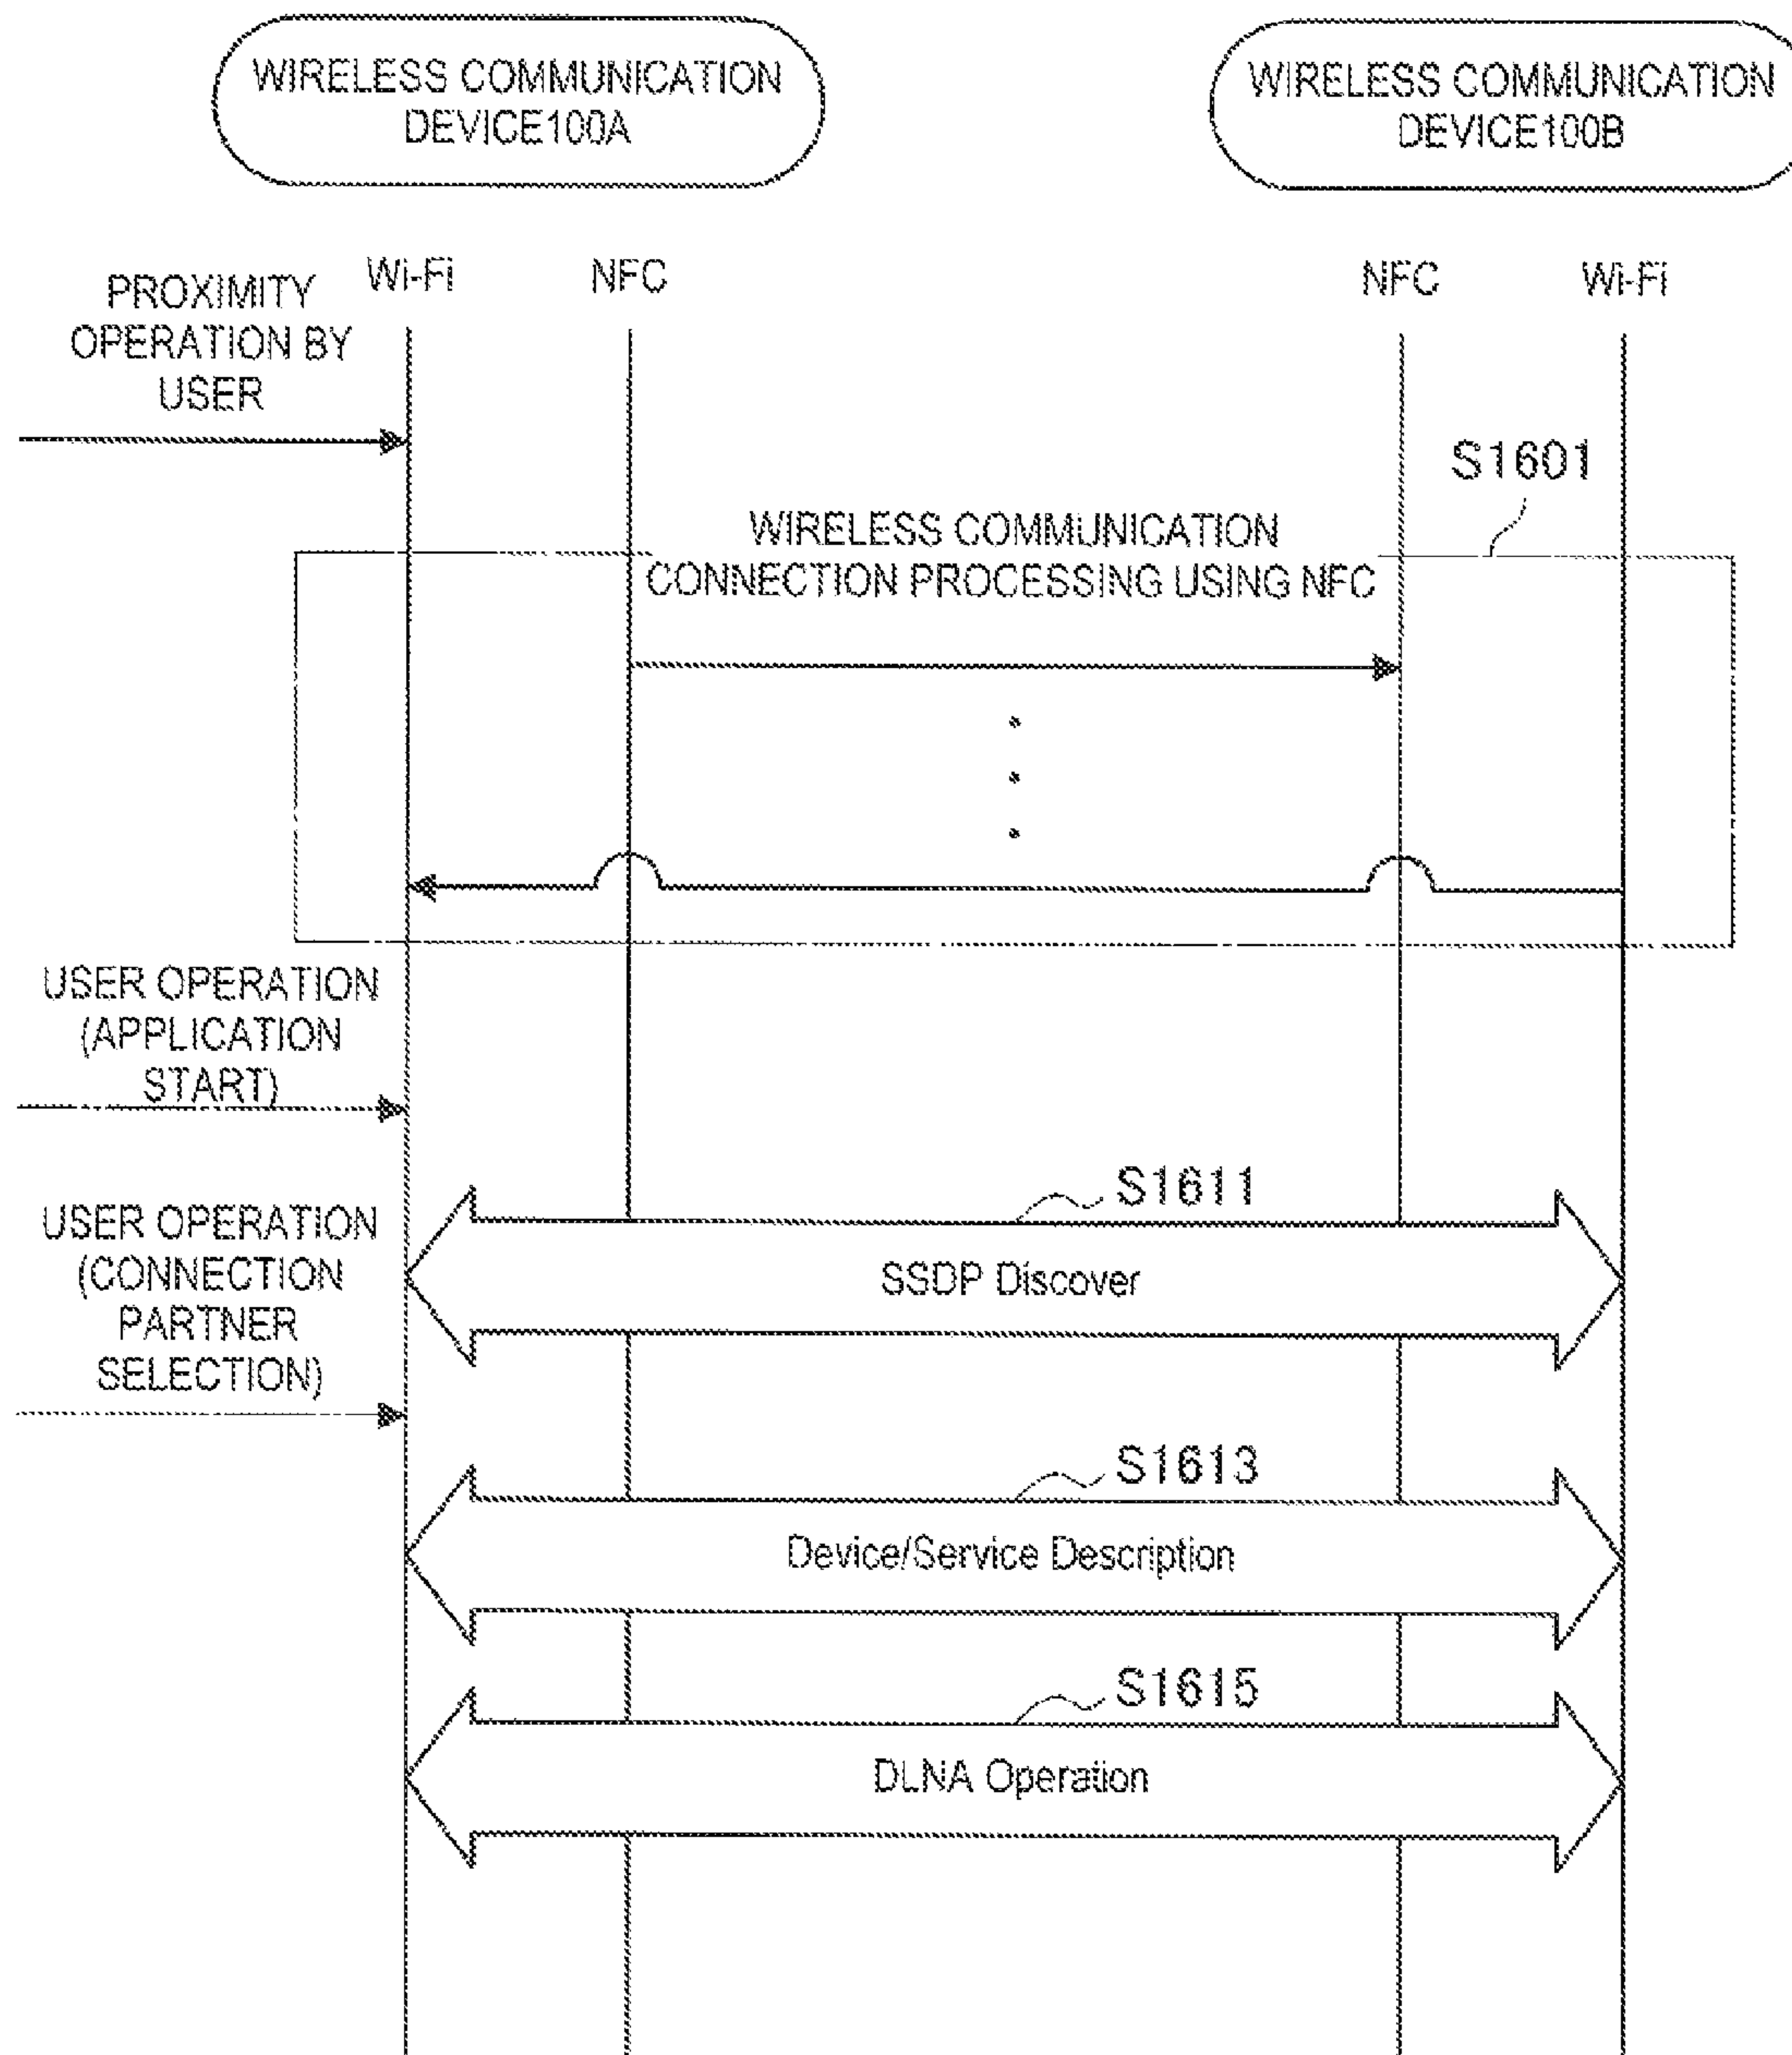 WIRELESS COMMUNICATION
DEVICE100A
WIRELESS COMMUNICATION
DEVICE100B
Wi-Fi
NFC
NFC
Wi-Fi
PROXIMITY
OPERATION BY
USER
S1601
WIRELESS COMMUNICATION
CONNECTION PROCESSING USING NFC
USER OPERATION
(APPLICATION
START)
S1611
SSDP Discover
USER OPERATION
(CONNECTION
PARTNER
SELECTION)
S1613
Device/Service Description
S1615
DLNA Operation